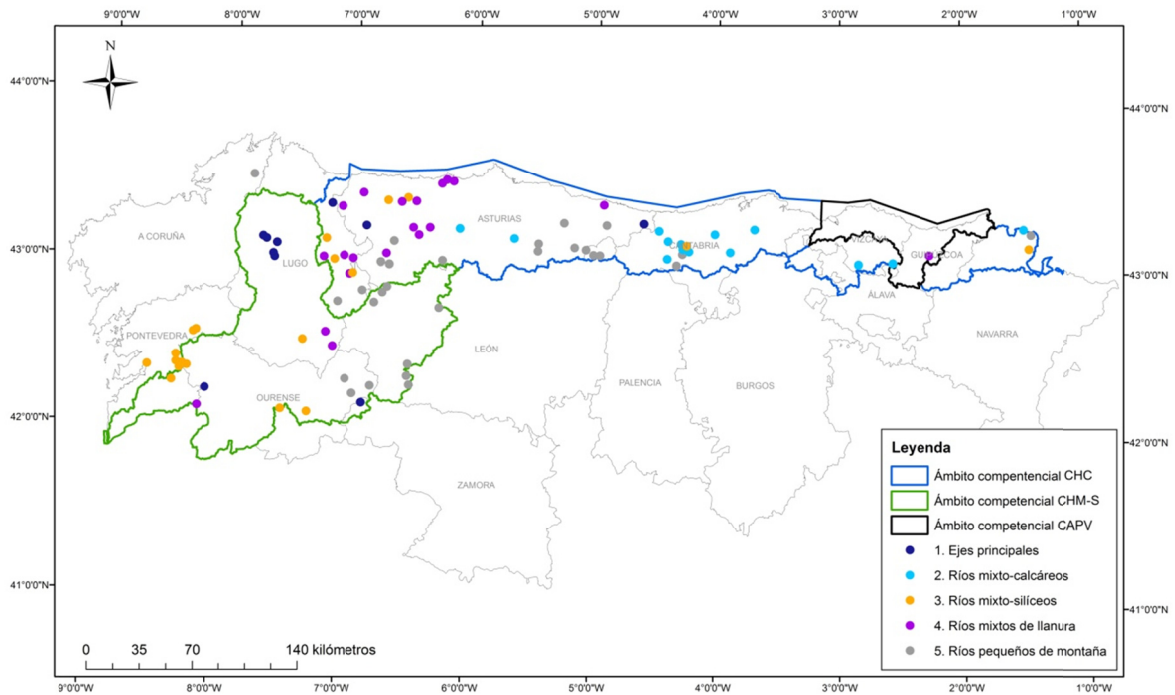 9°0'0"W 8°0'0"W 7°0'0"W 6°0'0"W 5°0'0"W 4°0'0"W 3°0'0"W 2°0'0"W 1°0'0"W
N
44°0'0"N 44°0'0"N
A CORUÑA LUGO ASTURIAS CANTABRIA VIZCAYA GUIPÚZCOA
43°0'0"N 43°0'0"N
ÁLAVA
PONTEVEDRA LEÓN NAVARRA
OURENSE PALENCIA BURGOS
42°0'0"N 42°0'0"N
ZAMORA
41°0'0"N 41°0'0"N
Leyenda
Ámbito compentencial CHC
Ámbito competencial CHM-S
Ámbito competencial CAPV
1. Ejes principales
2. Ríos mixto-calcáreos
3. Ríos mixto-silíceos
4. Ríos mixtos de llanura
5. Ríos pequeños de montaña
0 35 70 140 kilómetros
9°0'0"W 8°0'0"W 7°0'0"W 6°0'0"W 5°0'0"W 4°0'0"W 3°0'0"W 2°0'0"W 1°0'0"W